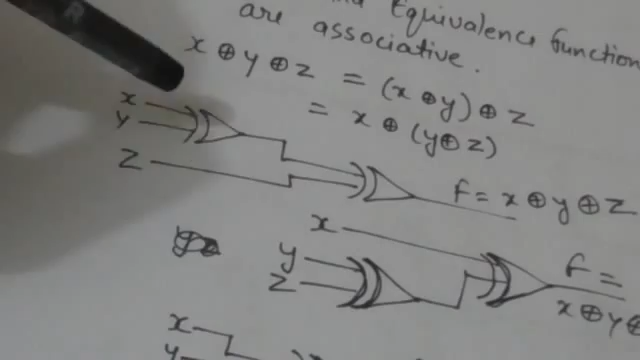 Equivalence function
are associative.
x ⊕ y ⊕ z = (x ⊕ y) ⊕ z
= x ⊕ (y ⊕ z)
x
y
z
F = x ⊕ y ⊕ z
x
y
z
F =
x ⊕ y ⊕
x
y